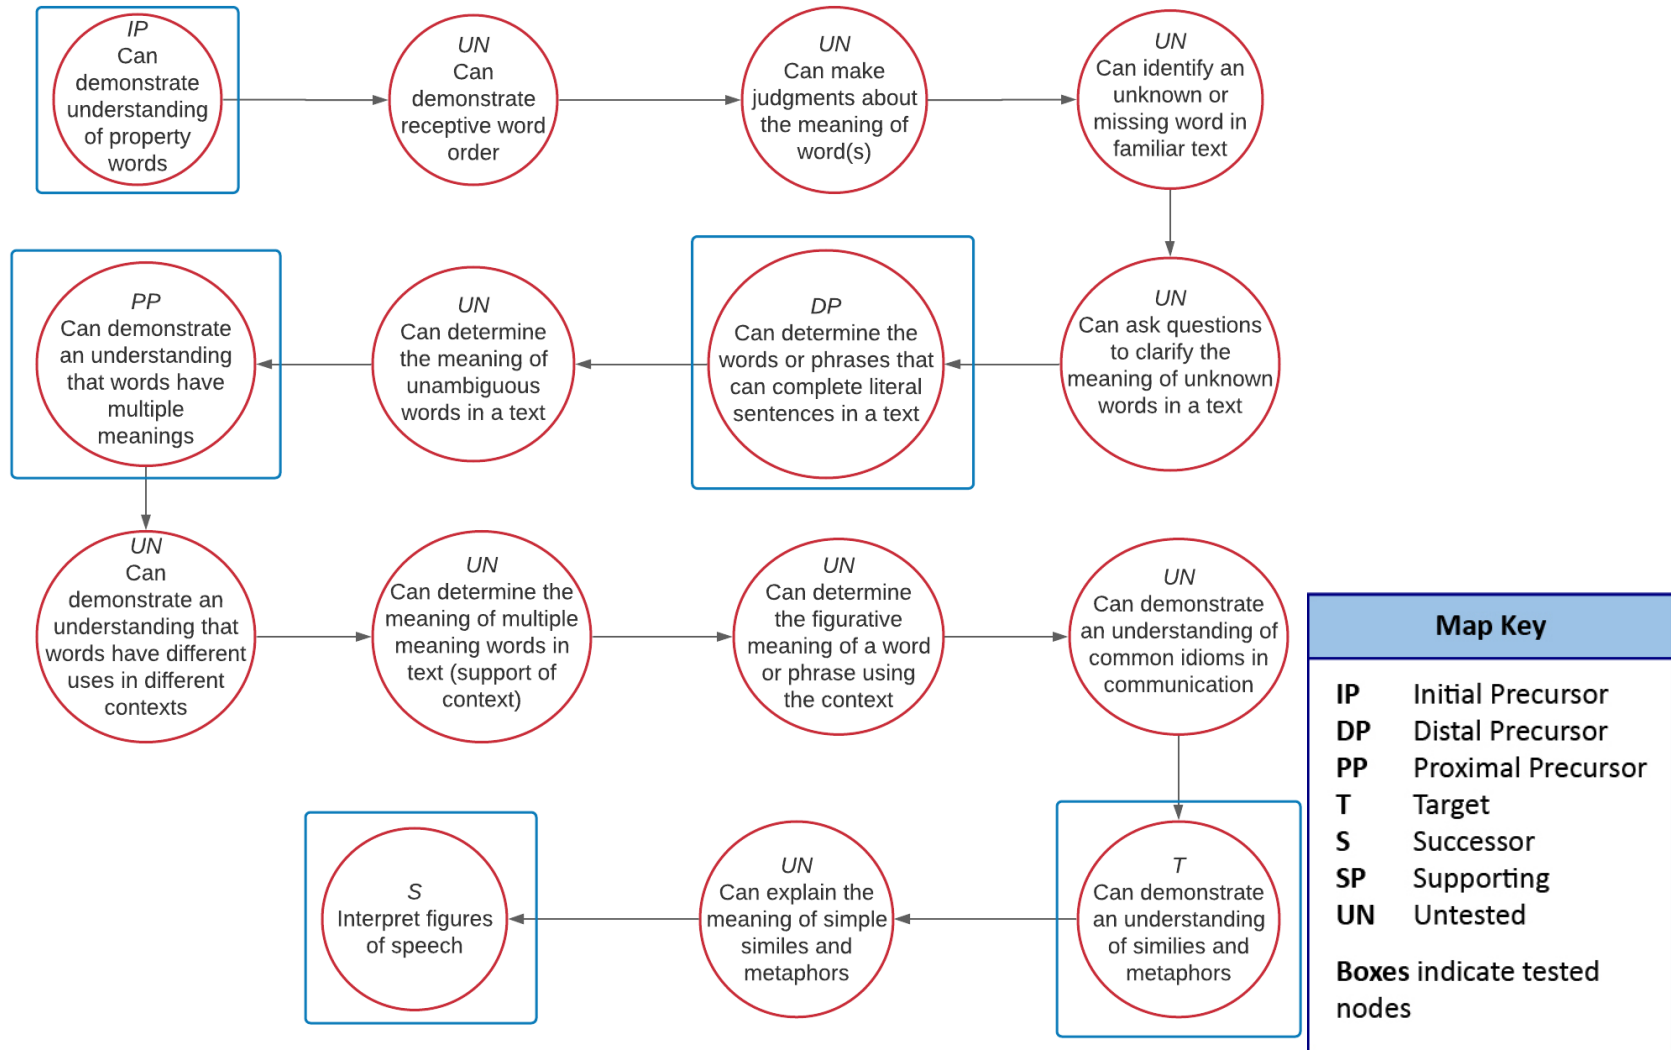 IP
Can
demonstrate
understanding
of property
words
UN
Can
demonstrate
receptive word
order
UN
Can make
judgments about
the meaning of
word(s)
UN
Can identify an
unknown or
missing word in
familiar text
PP
Can demonstrate
an understanding
that words have
multiple
meanings
UN
Can determine
the meaning of
unambiguous
words in a text
DP
Can determine the
words or phrases that
can complete literal
sentences in a text
UN
Can ask questions
to clarify the
meaning of unknown
words in a text
UN
Can
demonstrate an
understanding that
words have different
uses in different
contexts
UN
Can determine the
meaning of multiple
meaning words in
text (support of
context)
UN
Can determine
the figurative
meaning of a word
or phrase using
the context
UN
Can demonstrate
an understanding of
common idioms in
communication
S
Interpret figures
of speech
UN
Can explain the
meaning of simple
similes and
metaphors
T
Can demonstrate
an understanding
of similies and
metaphors
Map Key
IP Initial Precursor
DP Distal Precursor
PP Proximal Precursor
T Target
S Successor
SP Supporting
UN Untested
Boxes indicate tested
nodes